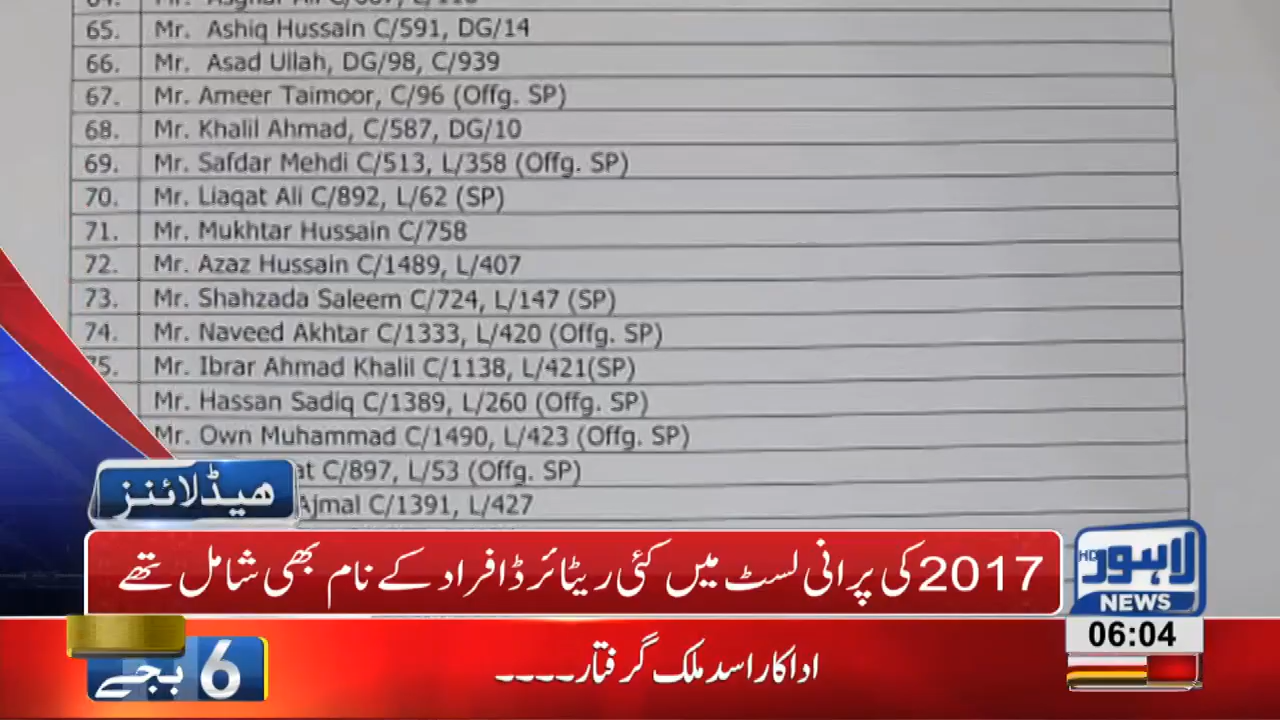 65. Mr. Ashiq Hussain C/591, DG/14
66. Mr. Asad Ullah, DG/98, C/939
67. Mr. Ameer Taimoor, C/96 (Offg. SP)
68. Mr. Khalil Ahmad, C/587, DG/10
69. Mr. Safdar Mehdi C/513, L/358 (Offg. SP)
70. Mr. Liaqat Ali C/892, L/62 (SP)
71. Mr. Mukhtar Hussain C/758
72. Mr. Azaz Hussain C/1489, L/407
73. Mr. Shahzada Saleem C/724, L/147 (SP)
74. Mr. Naveed Akhtar C/1333, L/420 (Offg. SP)
75. Mr. Ibrar Ahmad Khalil C/1138, L/421(SP)
Mr. Hassan Sadiq C/1389, L/260 (Offg. SP)
Mr. Own Muhammad C/1490, L/423 (Offg. SP)
at C/897, L/53 (Offg. SP)
Ajmal C/1391, L/427
ھیڈلائنز
2017 کی پرانی لسٹ میں کئی ریٹائرڈ افراد کے نام بھی شامل تھے
HD لاہور
NEWS
06:04
6 بجے
اداکار اسد ملک گرفتار۔۔۔۔۔